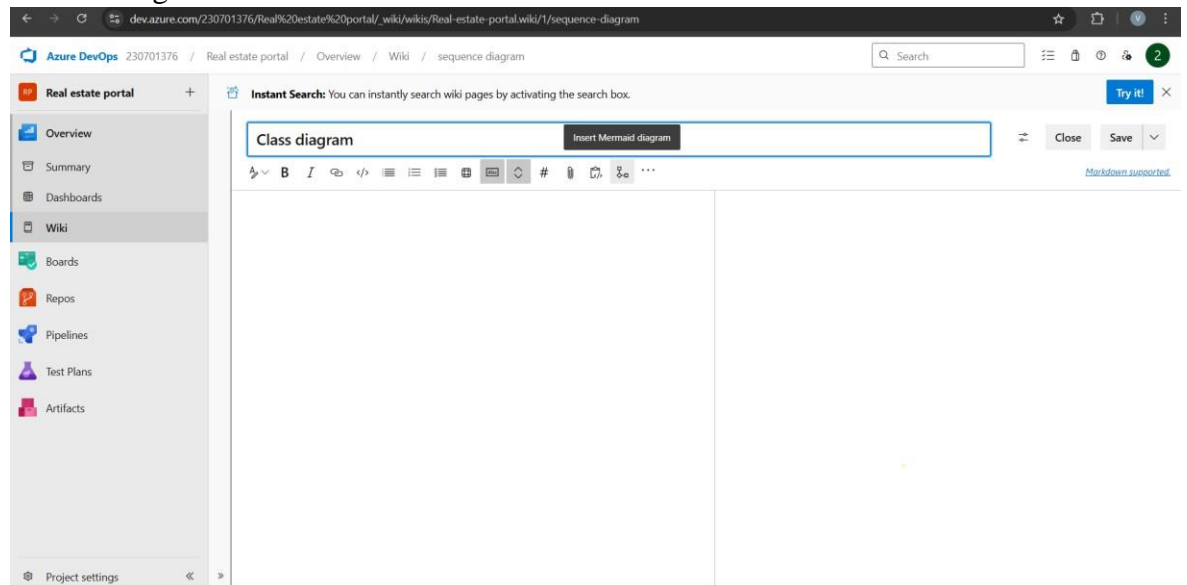 dev.azure.com/230701376/Real%20estate%20portal/_wiki/wikis/Real-estate-portal.wiki/1/sequence-diagram
V
Azure DevOps 230701376 / Real estate portal / Overview / Wiki / sequence diagram
Search
2
RP Real estate portal +
Instant Search: You can instantly search wiki pages by activating the search box.
Try it!
Overview
Class diagram
Insert Mermaid diagram
Close
Save
Summary
B I </> #
Markdown supported.
Dashboards
Wiki
Boards
Repos
Pipelines
Test Plans
Artifacts
Project settings